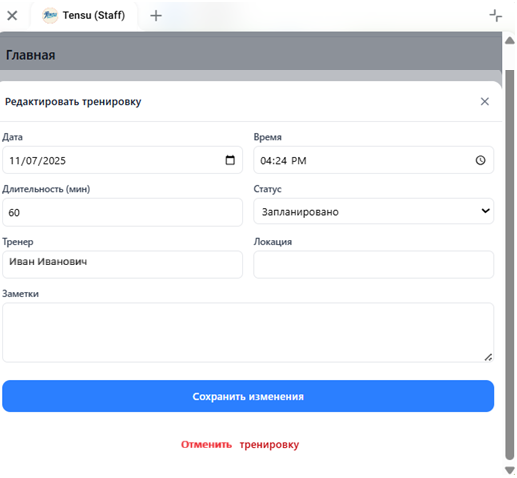 Tensu (Staff)
Главная
Редактировать тренировку
Дата
Время
11/07/2025
04:24 PM
Длительность (мин)
Статус
60
Запланировано
Тренер
Локация
Иван Иванович
Заметки
Сохранить изменения
Отменить тренировку